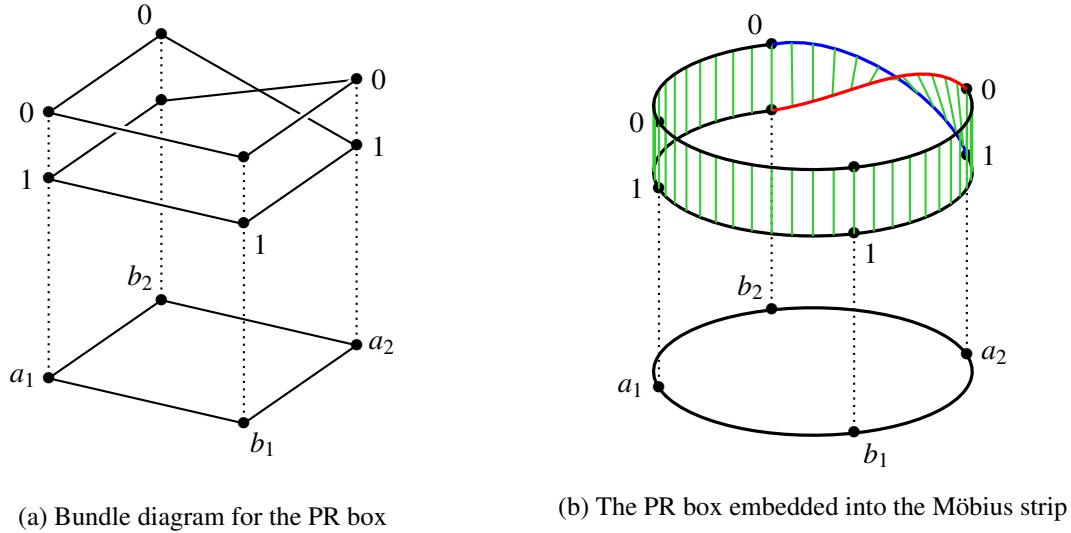 0
0
0
1
1
1
b₂
a₁
a₂
b₁
(a) Bundle diagram for the PR box
0
0
0
1
1
1
b₂
a₁
a₂
b₁
(b) The PR box embedded into the Möbius strip